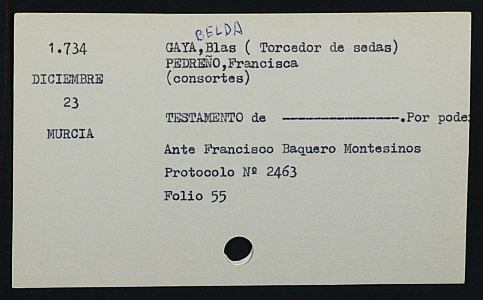 BELDA
1.734
GAYA, Blas ( Torcedor de sedas)
PEDREÑO, Francisca
DICIEMBRE
(consortes)
23
TESTAMENTO de ----------------.Por poder
MURCIA
Ante Francisco Baquero Montesinos
Protocolo Nº 2463
Folio 55